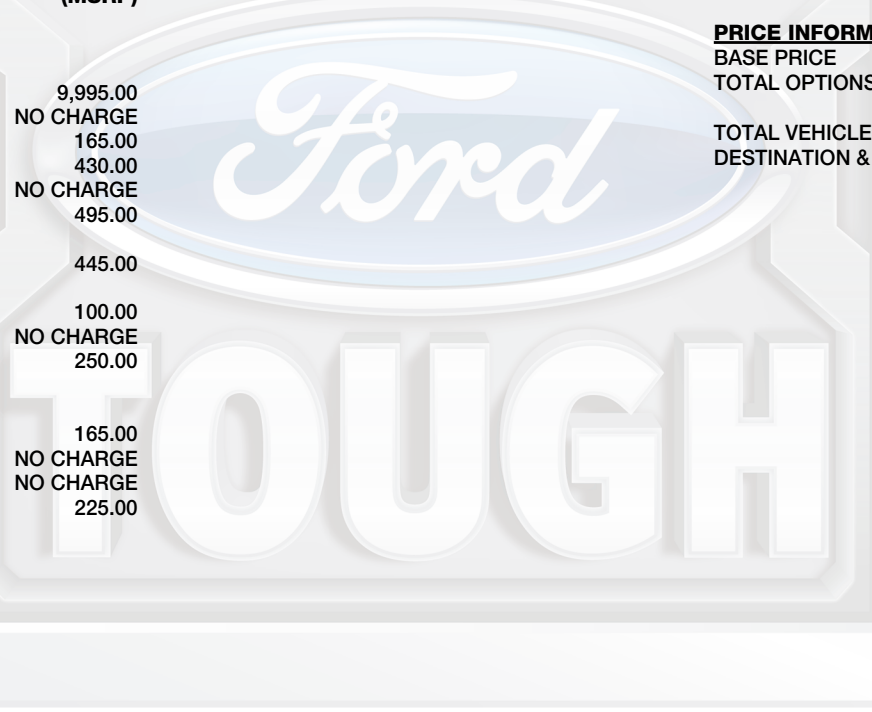 (MSRP)
9,995.00
NO CHARGE
165.00
430.00
NO CHARGE
495.00
445.00
100.00
NO CHARGE
250.00
165.00
NO CHARGE
NO CHARGE
225.00
PRICE INFORM
BASE PRICE
TOTAL OPTIONS
TOTAL VEHICLE
DESTINATION &
Ford
TOUGH